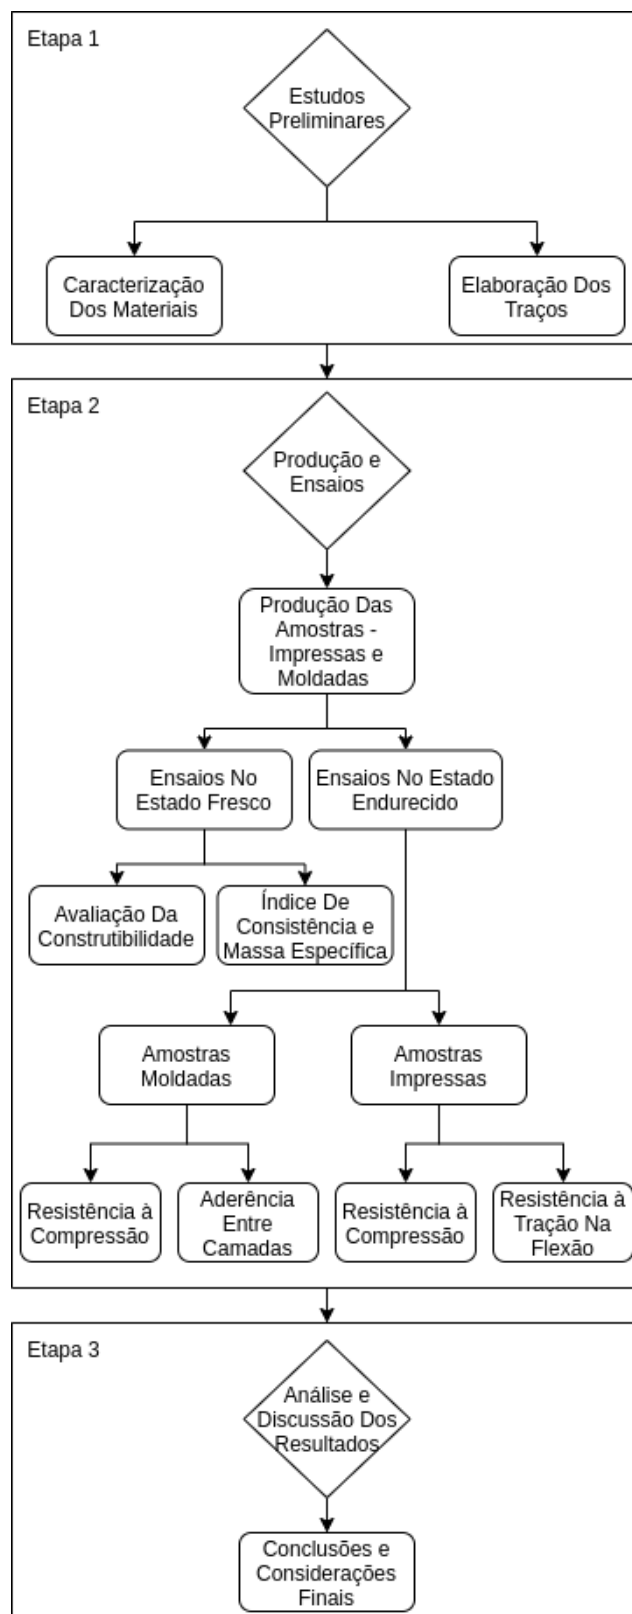 Etapa 1
Estudos
Preliminares
Caracterização
Dos Materiais
Elaboração Dos
Traços
Etapa 2
Produção e
Ensaios
Produção Das
Amostras -
Impressas e
Moldadas
Ensaios No
Estado Fresco
Ensaios No Estado
Endurecido
Avaliação Da
Construtibilidade
Índice De
Consistência e
Massa Específica
Amostras
Moldadas
Amostras
Impressas
Resistência à
Compressão
Aderência
Entre
Camadas
Resistência à
Compressão
Resistência à
Tração Na
Flexão
Etapa 3
Análise e
Discussão Dos
Resultados
Conclusões e
Considerações
Finais